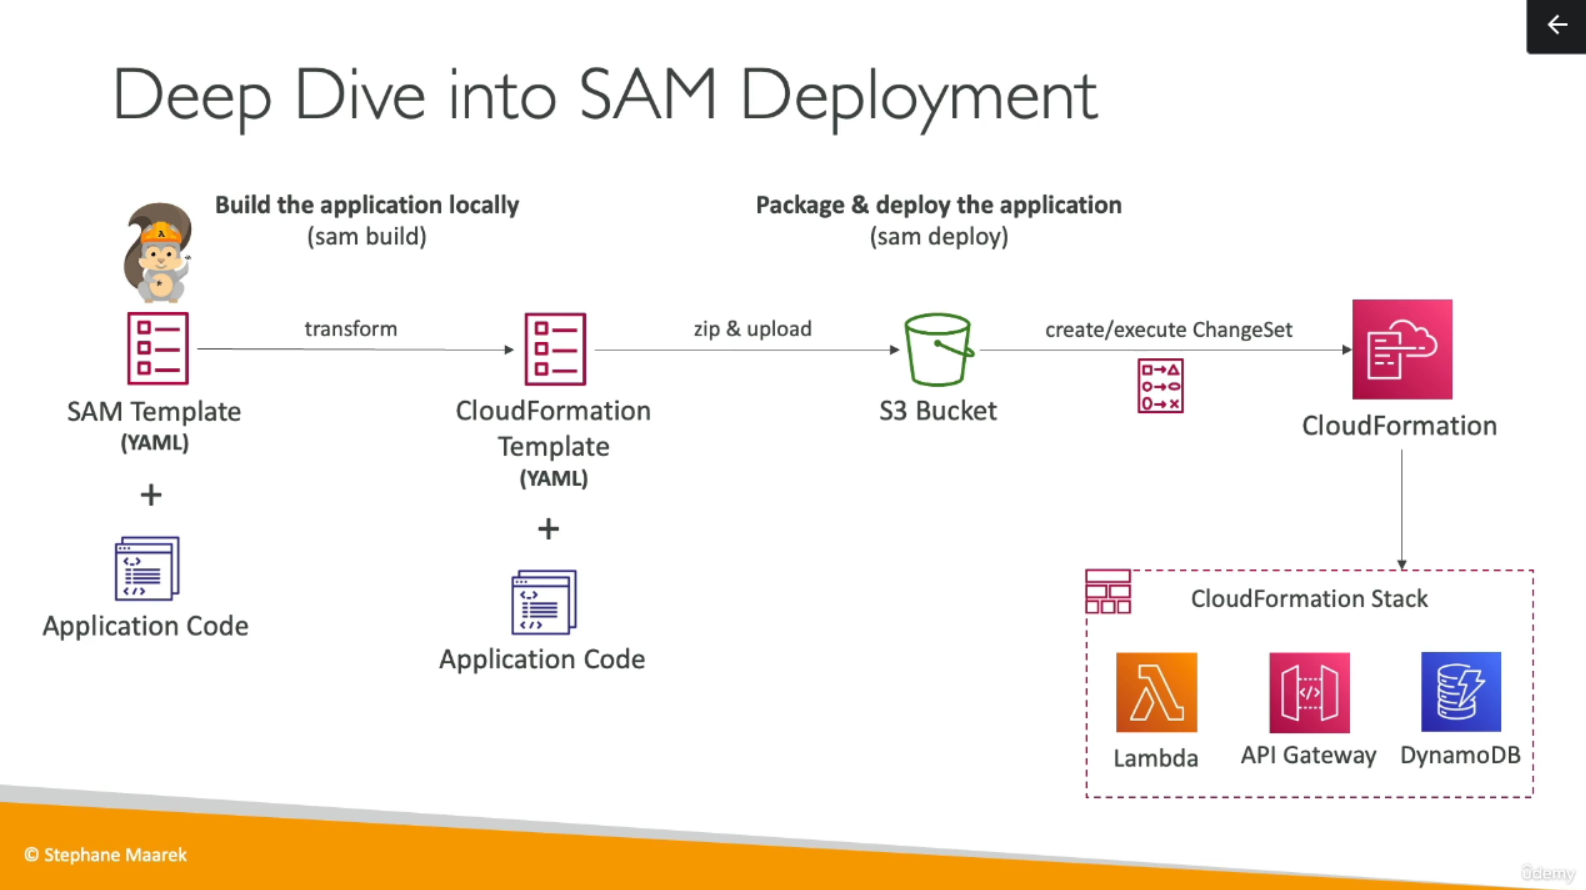 Deep Dive into SAM Deployment
Build the application locally
(sam build)
Package & deploy the application
(sam deploy)
transform
zip & upload
create/execute ChangeSet
SAM Template
(YAML)
+
Application Code
CloudFormation
Template
(YAML)
+
Application Code
S3 Bucket
CloudFormation
CloudFormation Stack
Lambda
API Gateway
DynamoDB
© Stephane Maarek
ûdemy